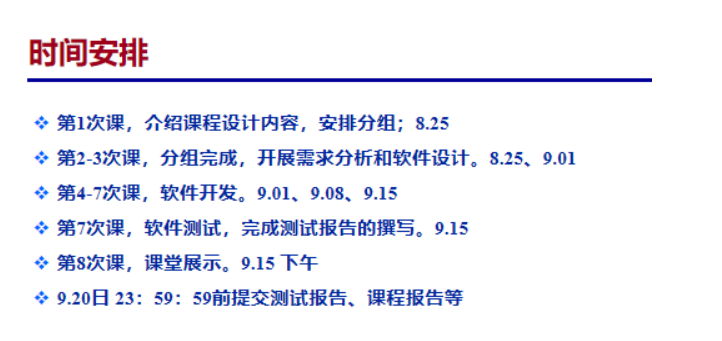 时间安排
❖ 第1次课，介绍课程设计内容，安排分组；8.25
❖ 第2-3次课，分组完成，开展需求分析和软件设计。8.25、9.01
❖ 第4-7次课，软件开发。9.01、9.08、9.15
❖ 第7次课，软件测试，完成测试报告的撰写。9.15
❖ 第8次课，课堂展示。9.15 下午
❖ 9.20日 23：59：59前提交测试报告、课程报告等